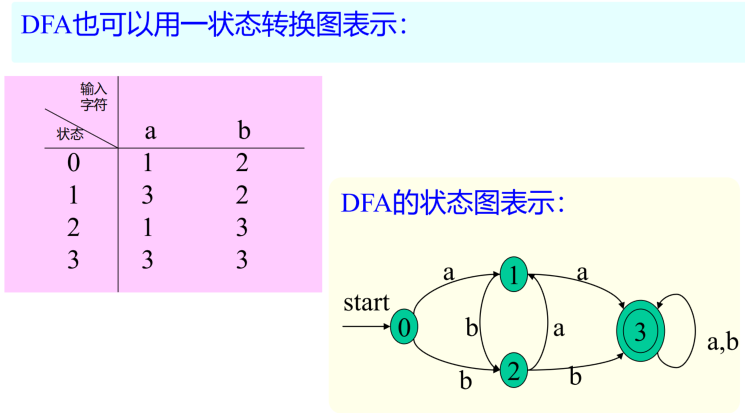 DFA也可以用一状态转换图表示：
输入
字符
状态 a b
0 1 2
1 3 2
2 1 3
3 3 3
DFA的状态图表示：
a 1 a
start
0 b a 3 a,b
b 2 b